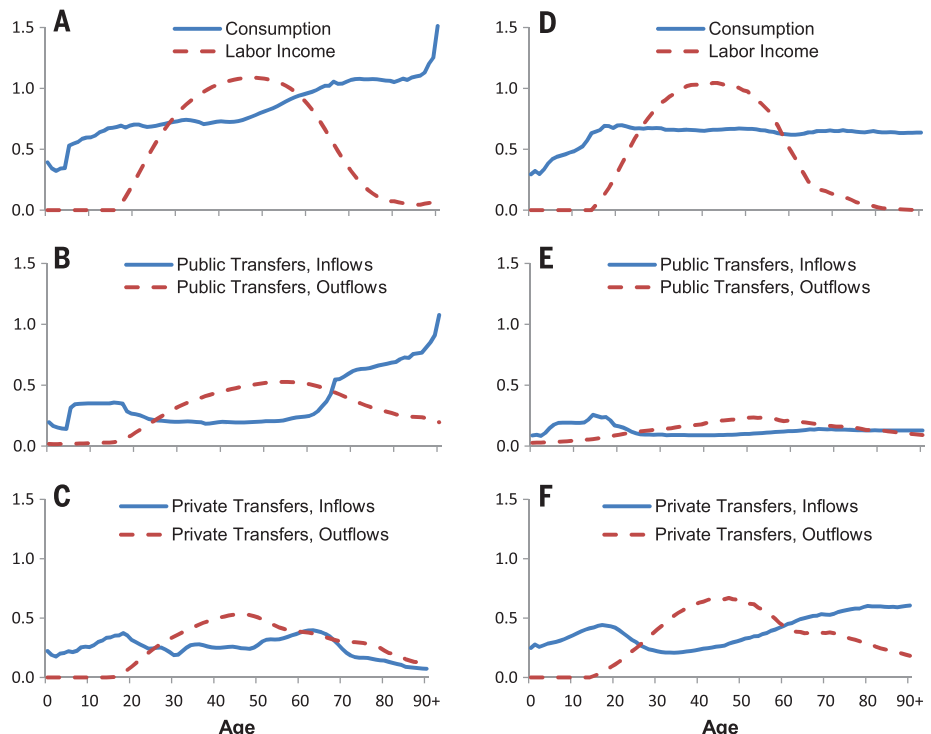 A
Consumption
Labor Income
1.5
1.0
0.5
0.0
D
Consumption
Labor Income
1.5
1.0
0.5
0.0
B
Public Transfers, Inflows
Public Transfers, Outflows
1.5
1.0
0.5
0.0
E
Public Transfers, Inflows
Public Transfers, Outflows
1.5
1.0
0.5
0.0
C
Private Transfers, Inflows
Private Transfers, Outflows
1.5
1.0
0.5
0.0
0 10 20 30 40 50 60 70 80 90+
Age
F
Private Transfers, Inflows
Private Transfers, Outflows
1.5
1.0
0.5
0.0
0 10 20 30 40 50 60 70 80 90+
Age